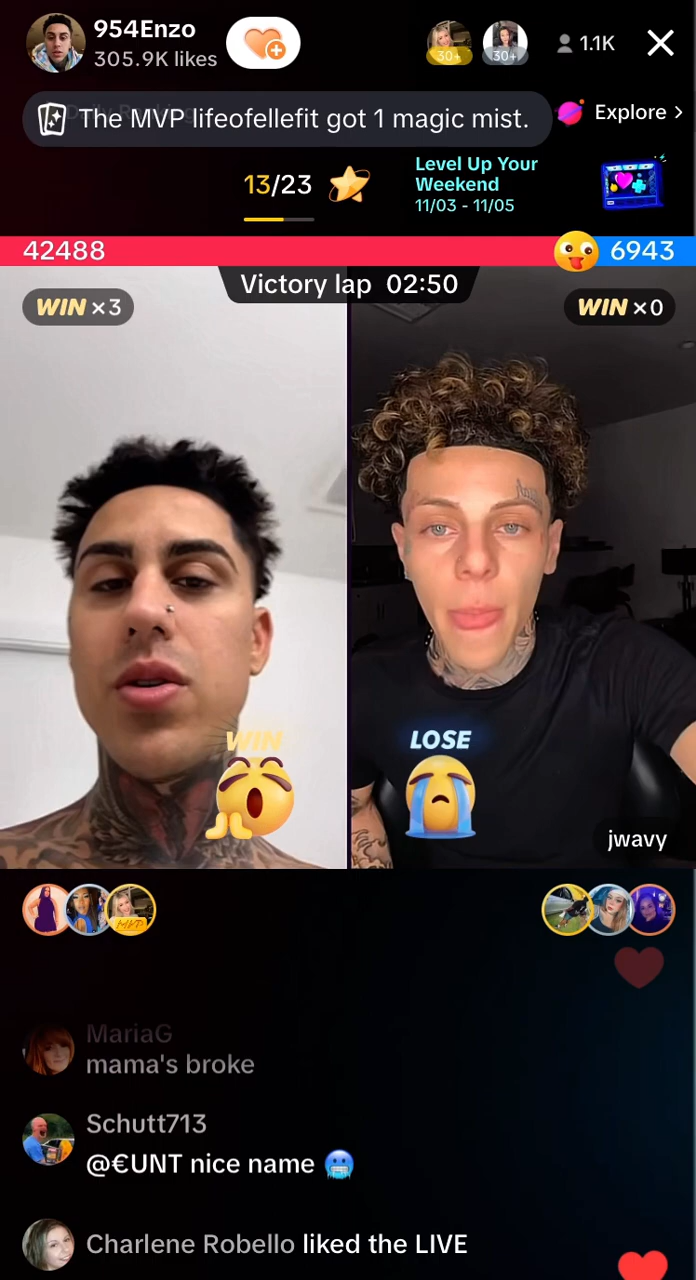 954Enzo
305.9K likes
30+
30+
1.1K
The MVP lifeofellefit got 1 magic mist.
Explore >
13/23
Level Up Your
Weekend
11/03 - 11/05
42488
6943
Victory lap 02:50
WIN ×3
WIN ×0
WIN
LOSE
jwavy
MVP
MariaG
mama's broke
Schutt713
@€UNT nice name 🥶
Charlene Robello liked the LIVE